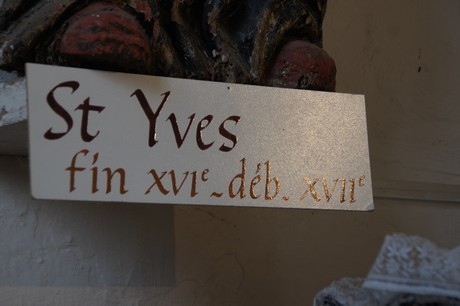 St Yves
fin XVIe - déb. XVIIe